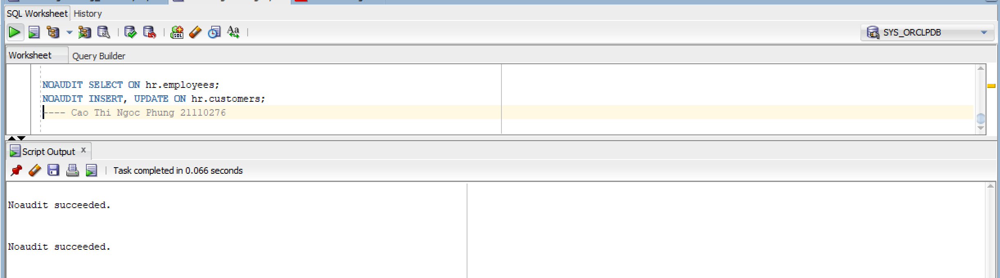 SQL Worksheet History
SYS_ORCLPDB
Worksheet Query Builder
NOAUDIT SELECT ON hr.employees;
NOAUDIT INSERT, UPDATE ON hr.customers;
---- Cao Thi Ngoc Phung 21110276
Script Output x
Task completed in 0.066 seconds
Noaudit succeeded.
Noaudit succeeded.